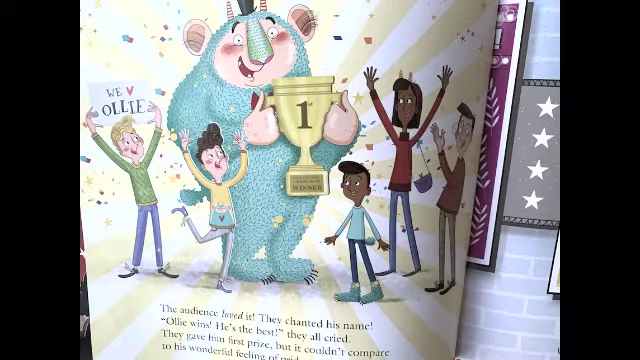 WE ♥
OLLIE
1st
WINNER
The audience loved it! They chanted his name!
"Ollie wins! He's the best!" they all cried.
They gave him first prize, but it couldn't compare
to his wonderful feeling of